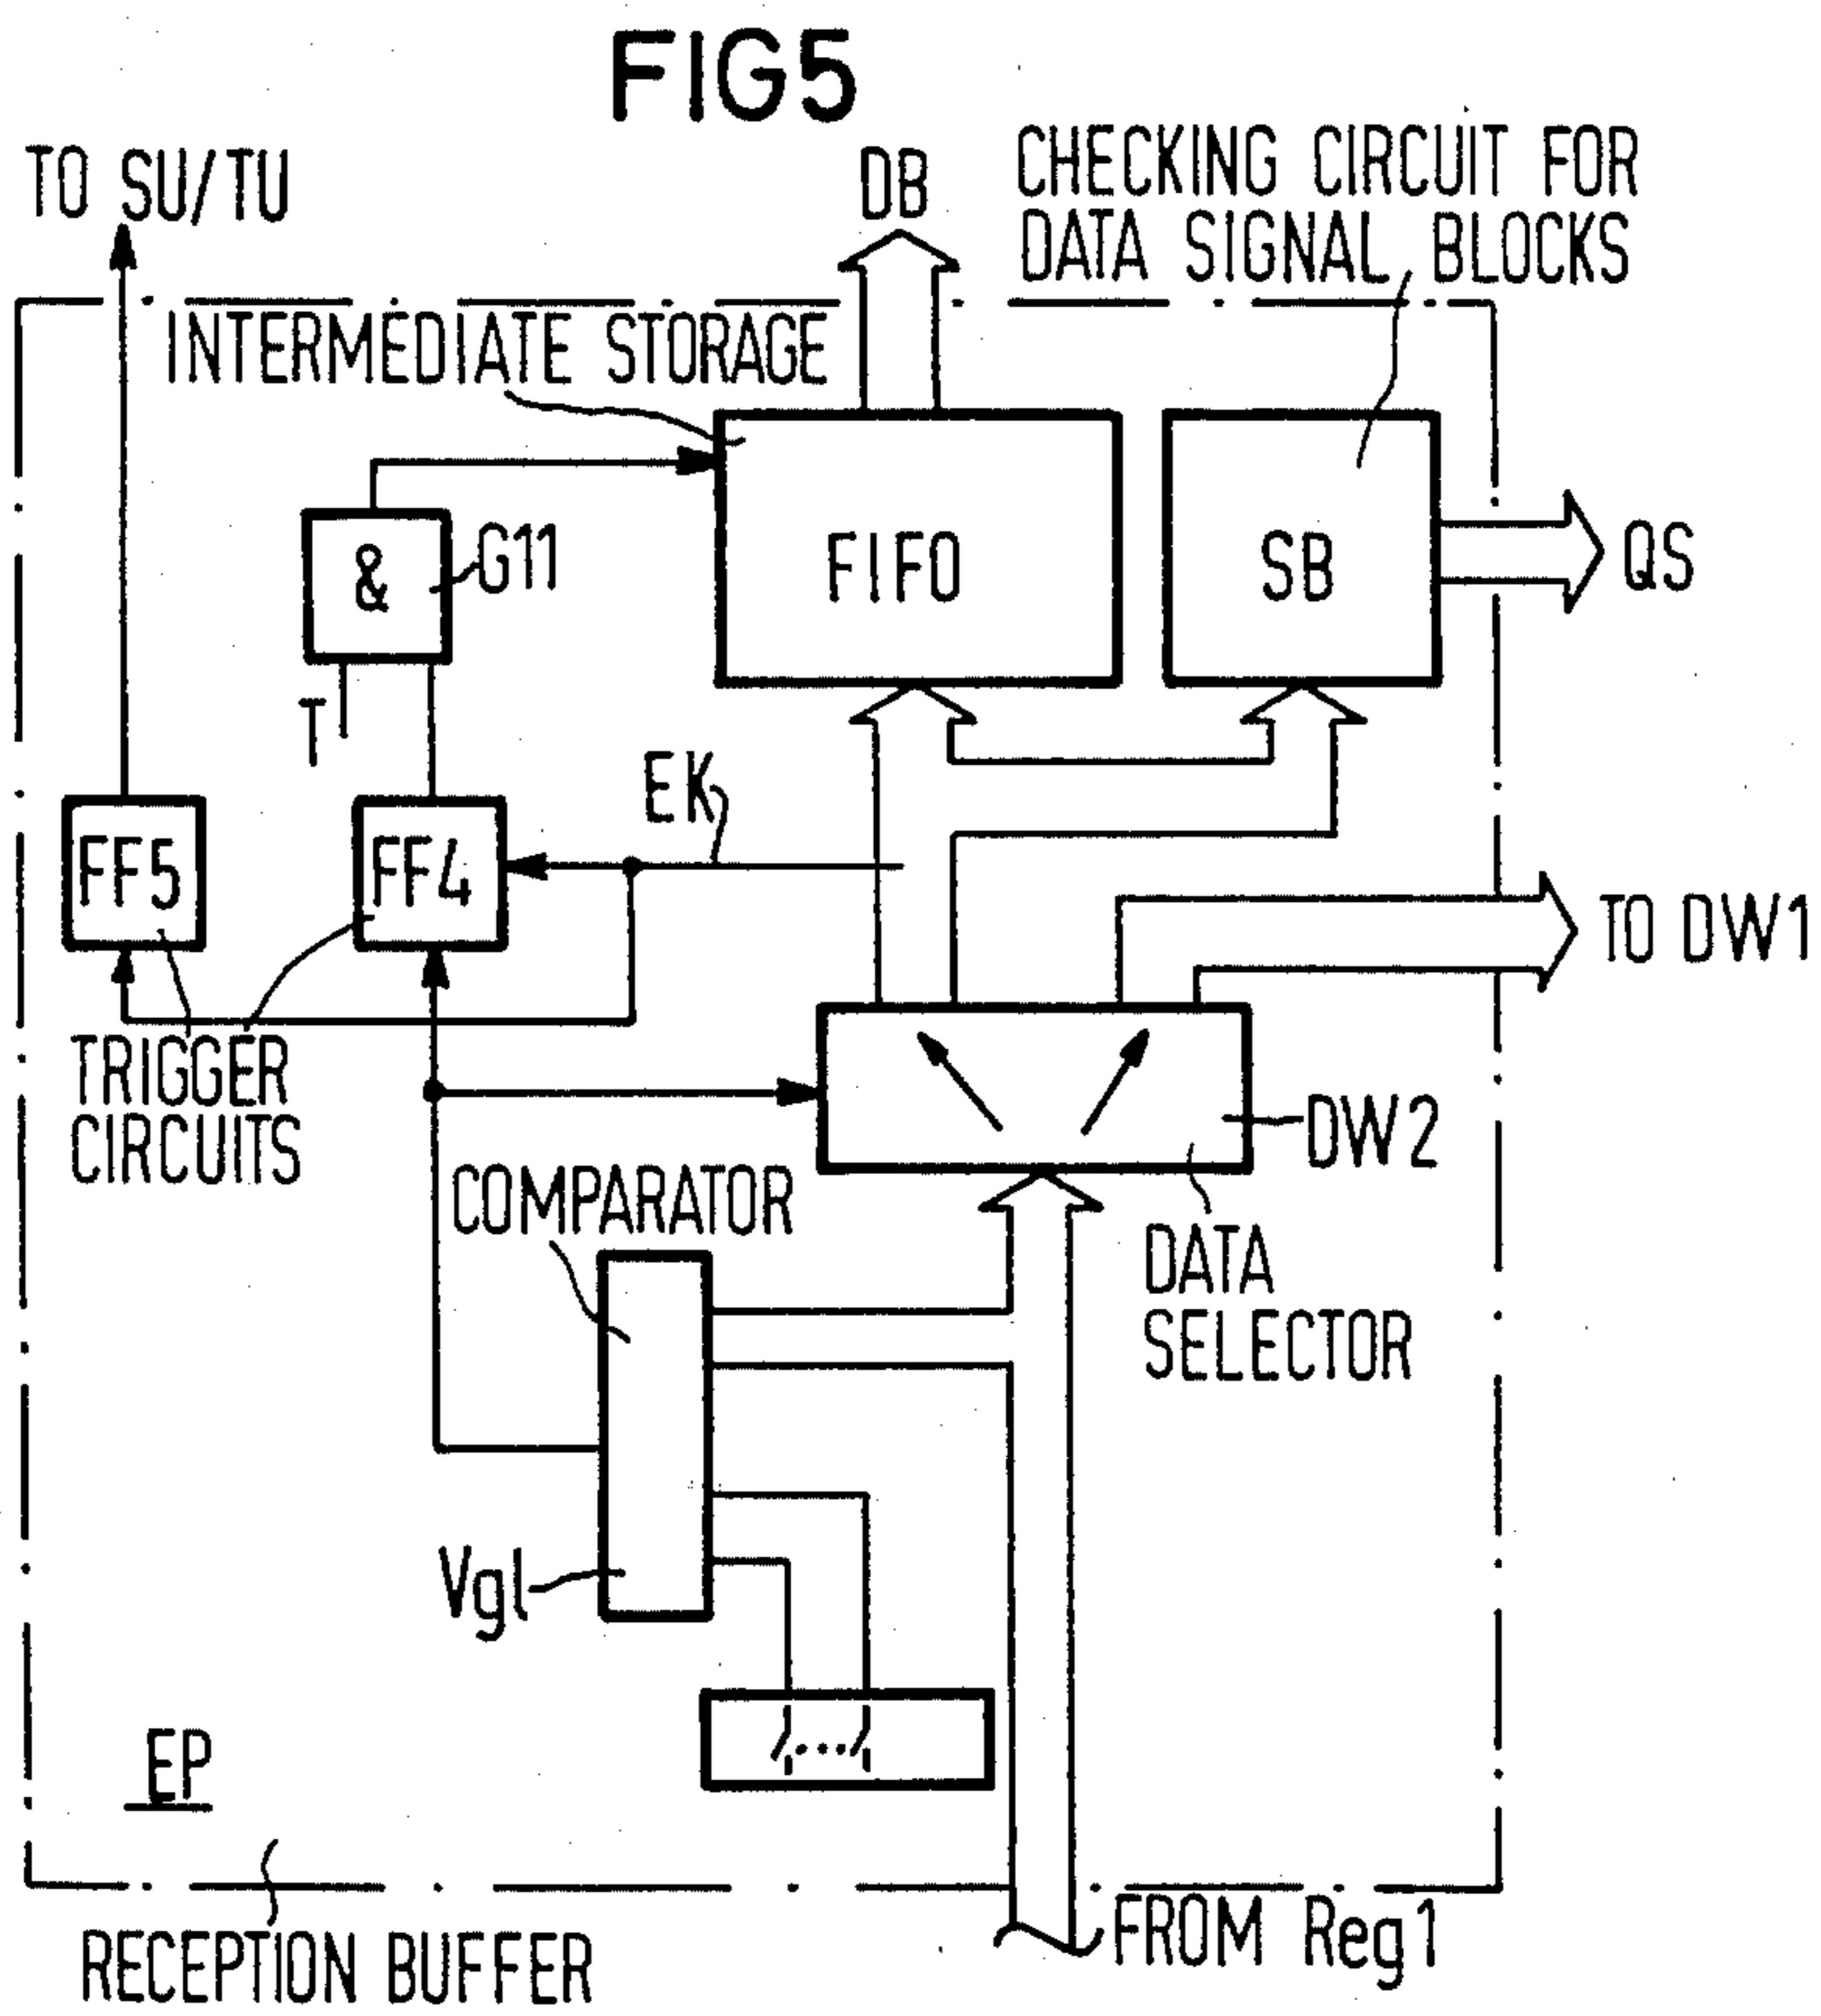 FIG5
TO SU/TU
DB
CHECKING CIRCUIT FOR
DATA SIGNAL BLOCKS
INTERMEDIATE STORAGE
&
G11
FIFO
SB
QS
T
EK
FF5
FF4
TO DW1
TRIGGER
CIRCUITS
DW2
COMPARATOR
DATA
SELECTOR
Vgl
EP
FROM Reg1
RECEPTION BUFFER